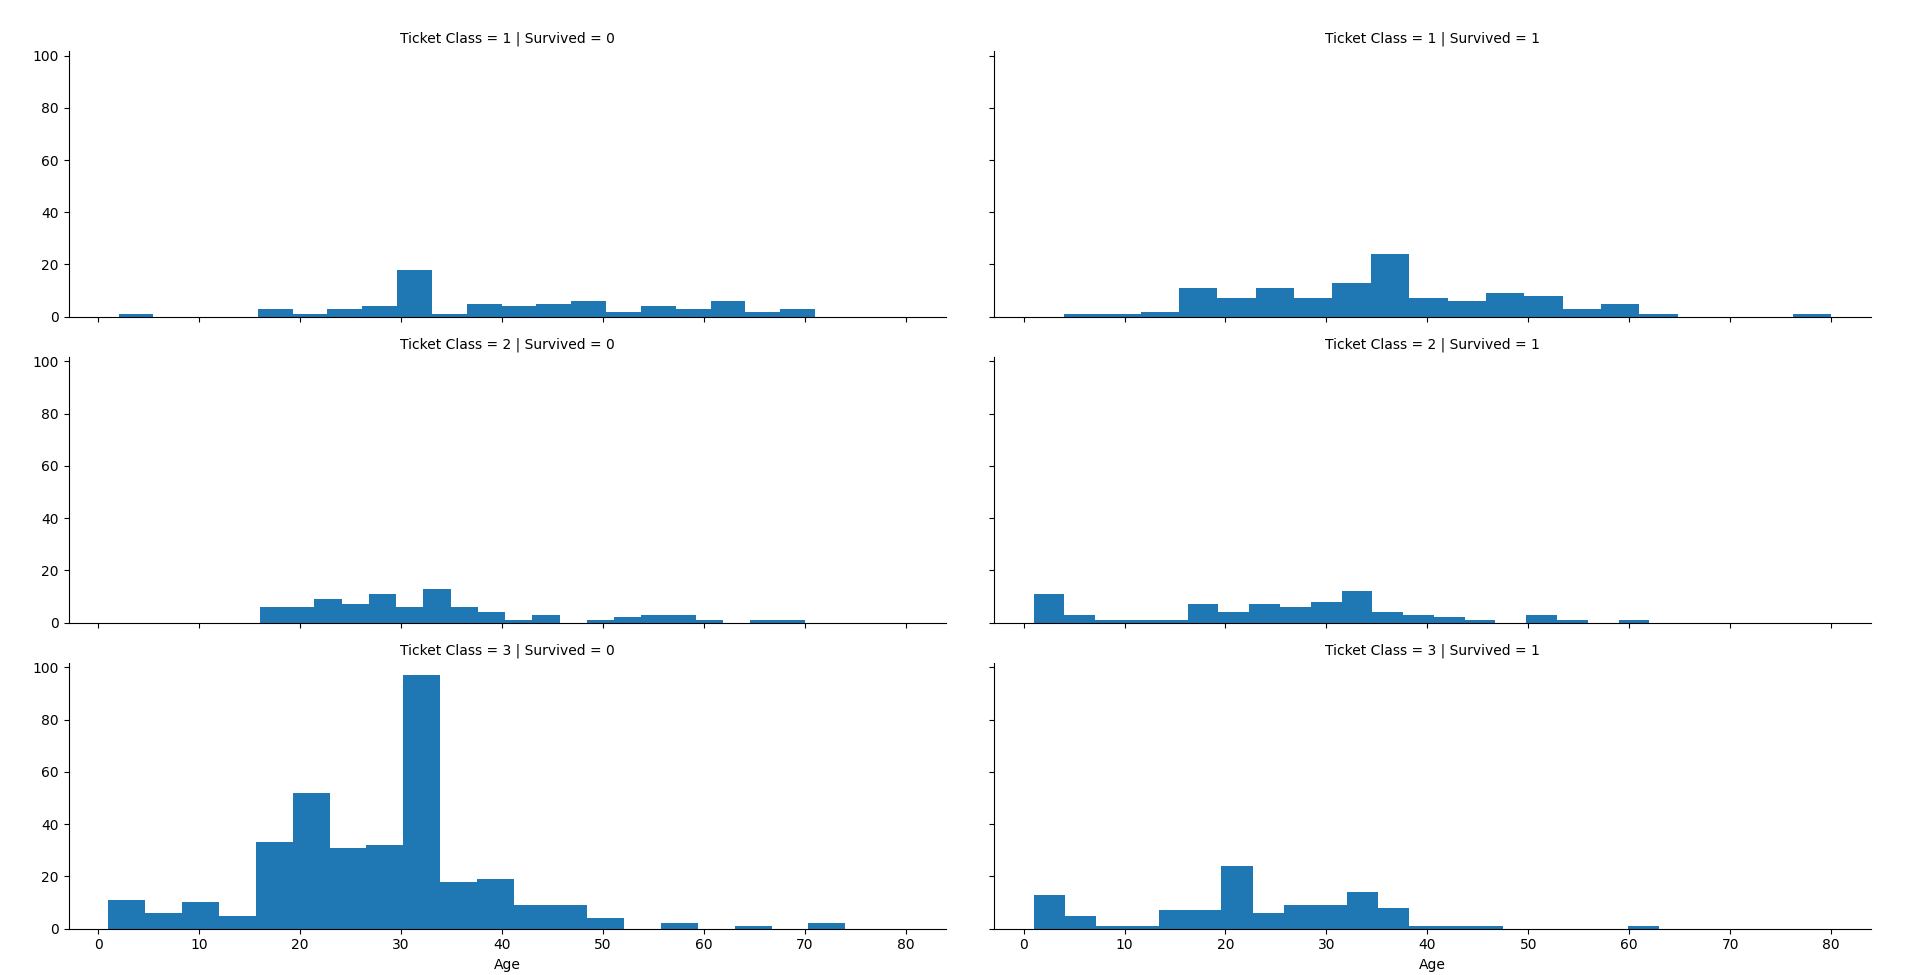 Ticket Class = 1 | Survived = 0
Ticket Class = 1 | Survived = 1
100
80
60
40
20
0
Ticket Class = 2 | Survived = 0
Ticket Class = 2 | Survived = 1
100
80
60
40
20
0
Ticket Class = 3 | Survived = 0
Ticket Class = 3 | Survived = 1
100
80
60
40
20
0
0 10 20 30 40 50 60 70 80
0 10 20 30 40 50 60 70 80
Age
Age